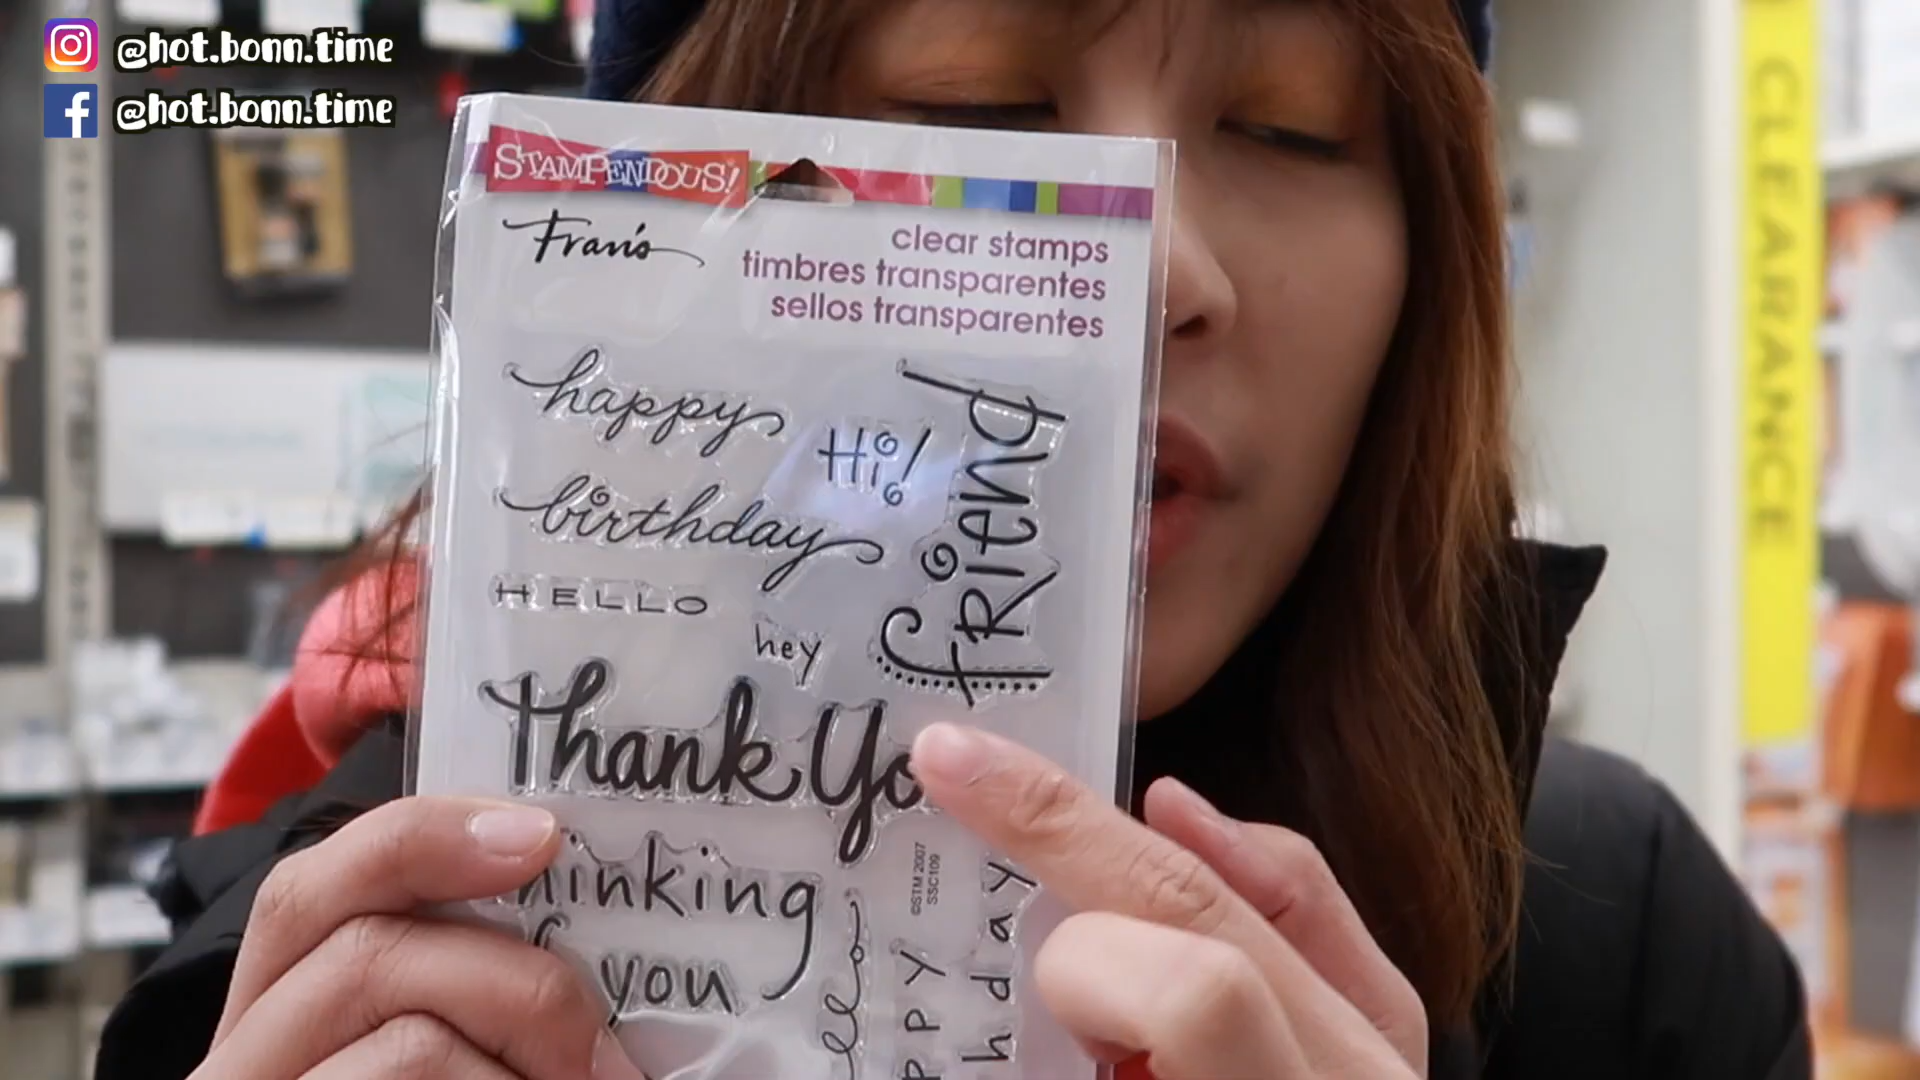 @hot.bonn.time
@hot.bonn.time
STAMPENDOUS!
Fran's
clear stamps
timbres transparentes
sellos transparentes
happy
birthday
Hi!
friend
HELLO
hey
Thank
you
©STM 2007
SSC109
CLEARANCE